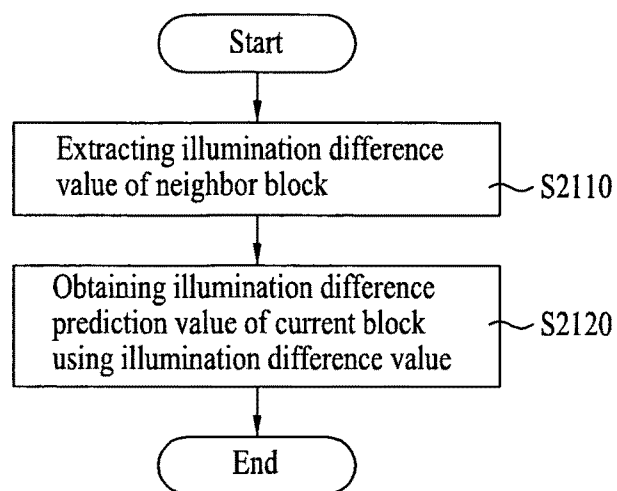 Start
Extracting illumination difference
value of neighbor block
S2110
Obtaining illumination difference
prediction value of current block
using illumination difference value
S2120
End